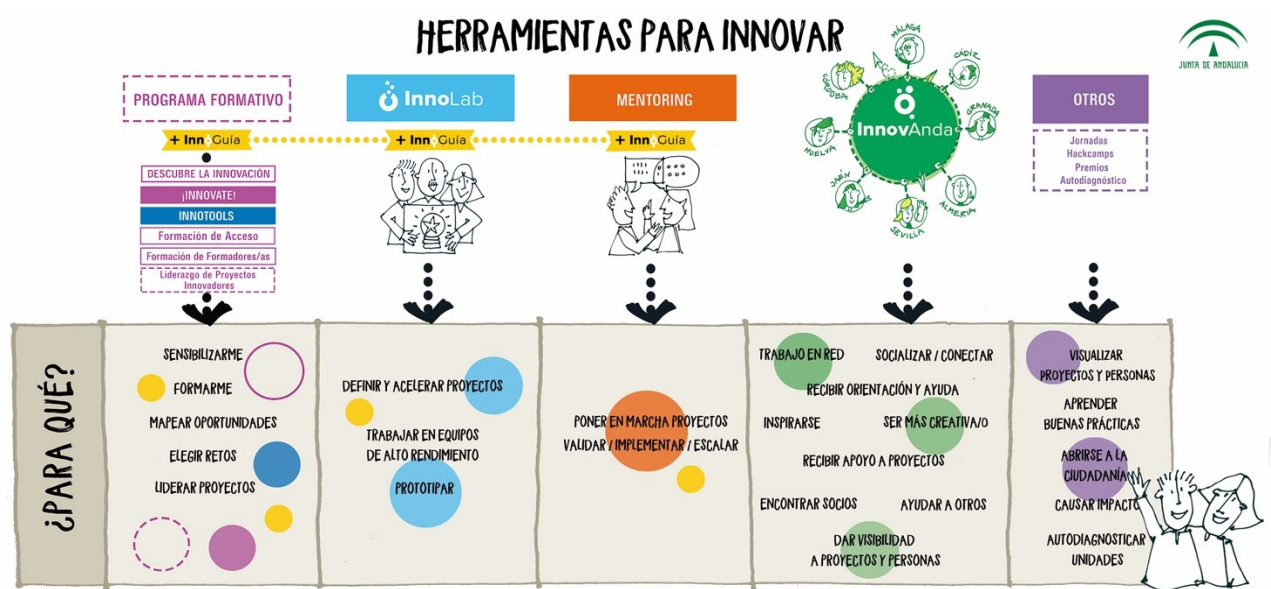 HERRAMIENTAS PARA INNOVAR
JUNTA DE ANDALUCIA
PROGRAMA FORMATIVO
+ Inn Guía
DESCUBRE LA INNOVACIÓN
¡INNOVATE!
INNOTOOLS
Formación de Acceso
Formación de Formadores/as
Liderazgo de Proyectos
Innovadores
InnoLab
+ Inn Guía
MENTORING
+ Inn Guía
InnovAnda
MÁLAGA
CÁDIZ
GRANADA
ALMERIA
SEVILLA
JAÉN
HUELVA
CÓRDOBA
OTROS
Jornadas
Hackcamps
Premios
Autodiagnóstico
¿PARA QUÉ?
SENSIBILIZARME
FORMARME
MAPEAR OPORTUNIDADES
ELEGIR RETOS
LIDERAR PROYECTOS
DEFINIR Y ACELERAR PROYECTOS
TRABAJAR EN EQUIPOS
DE ALTO RENDIMIENTO
PROTOTIPAR
PONER EN MARCHA PROYECTOS
VALIDAR / IMPLEMENTAR / ESCALAR
TRABAJO EN RED
SOCIALIZAR / CONECTAR
RECIBIR ORIENTACIÓN Y AYUDA
INSPIRARSE
SER MÁS CREATIVA/O
RECIBIR APOYO A PROYECTOS
ENCONTRAR SOCIOS
AYUDAR A OTROS
DAR VISIBILIDAD
A PROYECTOS Y PERSONAS
VISUALIZAR
PROYECTOS Y PERSONAS
APRENDER
BUENAS PRÁCTICAS
ABRIRSE A LA
CIUDADANÍA
CAUSAR IMPACTO
AUTODIAGNOSTICAR
UNIDADES